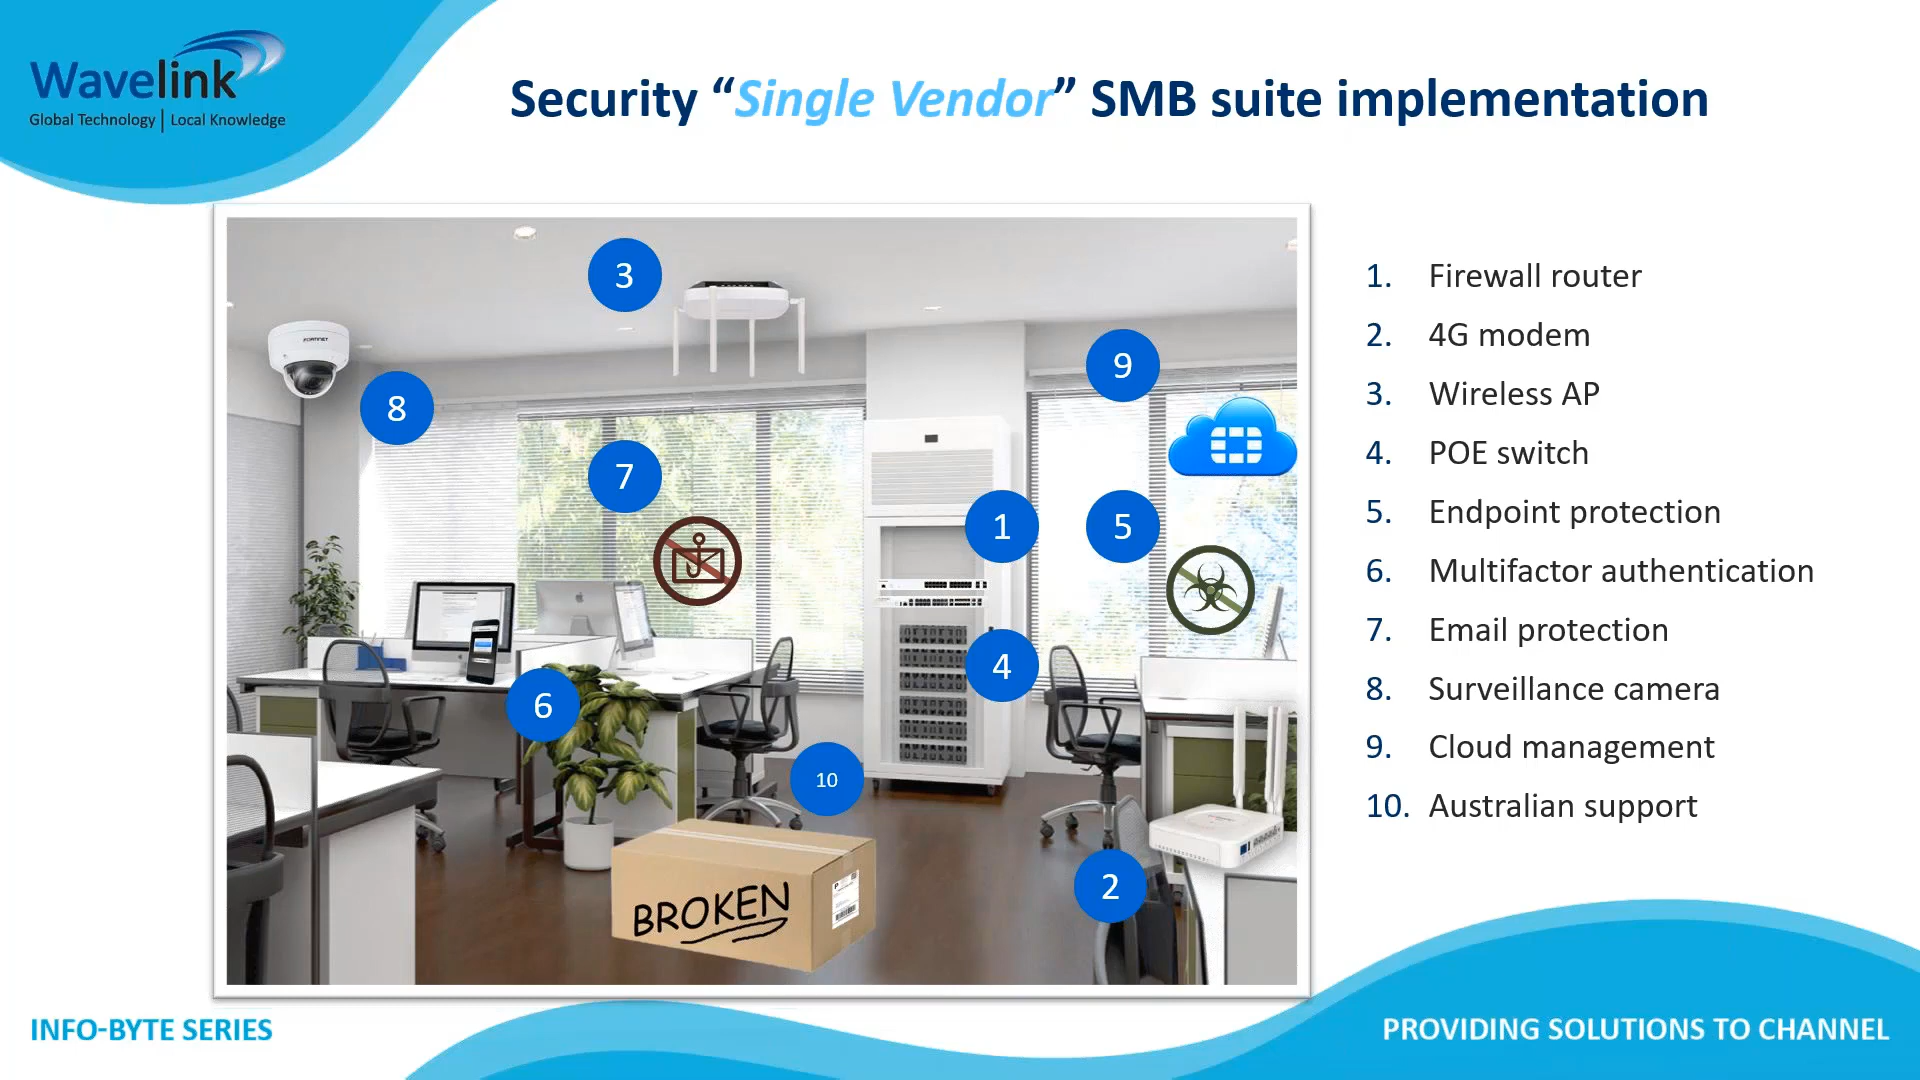 Wavelink
Global Technology | Local Knowledge
Security “Single Vendor” SMB suite implementation
3
FORTINET
8
9
7
1
5
4
6
10
BROKEN
2
1. Firewall router
2. 4G modem
3. Wireless AP
4. POE switch
5. Endpoint protection
6. Multifactor authentication
7. Email protection
8. Surveillance camera
9. Cloud management
10. Australian support
INFO-BYTE SERIES
PROVIDING SOLUTIONS TO CHANNEL